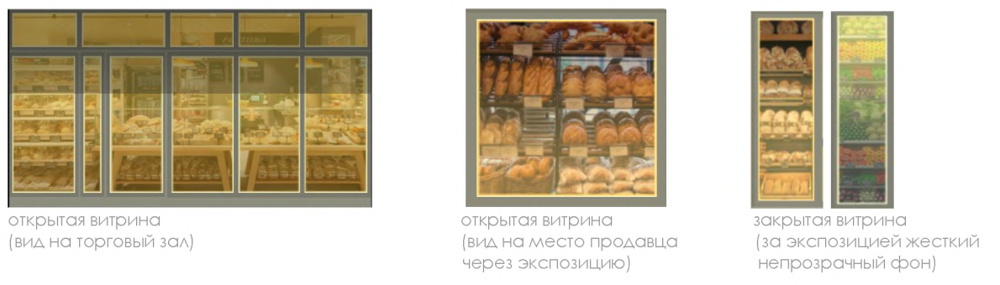 открытая витрина
(вид на торговый зал)
открытая витрина
(вид на место продавца
через экспозицию)
закрытая витрина
(за экспозицией жесткий
непрозрачный фон)